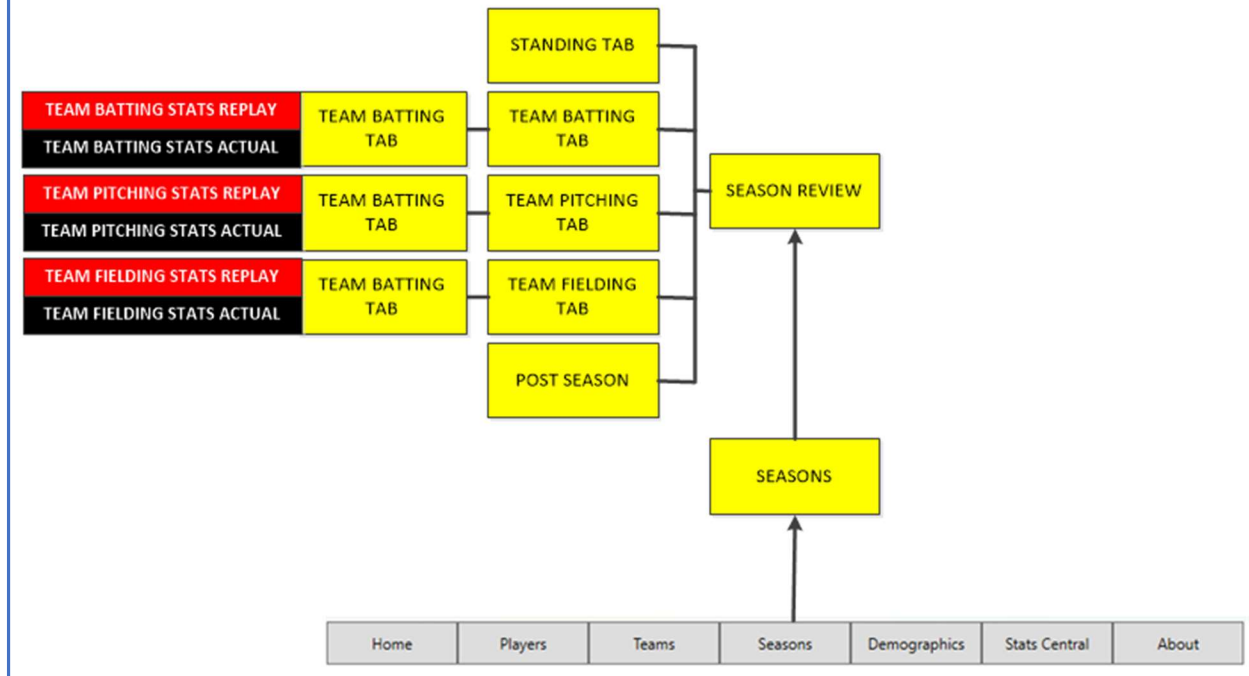 STANDING TAB
TEAM BATTING STATS REPLAY
TEAM BATTING STATS ACTUAL
TEAM BATTING
TAB
TEAM BATTING
TAB
TEAM PITCHING STATS REPLAY
TEAM PITCHING STATS ACTUAL
TEAM BATTING
TAB
TEAM PITCHING
TAB
SEASON REVIEW
TEAM FIELDING STATS REPLAY
TEAM FIELDING STATS ACTUAL
TEAM BATTING
TAB
TEAM FIELDING
TAB
POST SEASON
SEASONS
Home Players Teams Seasons Demographics Stats Central About